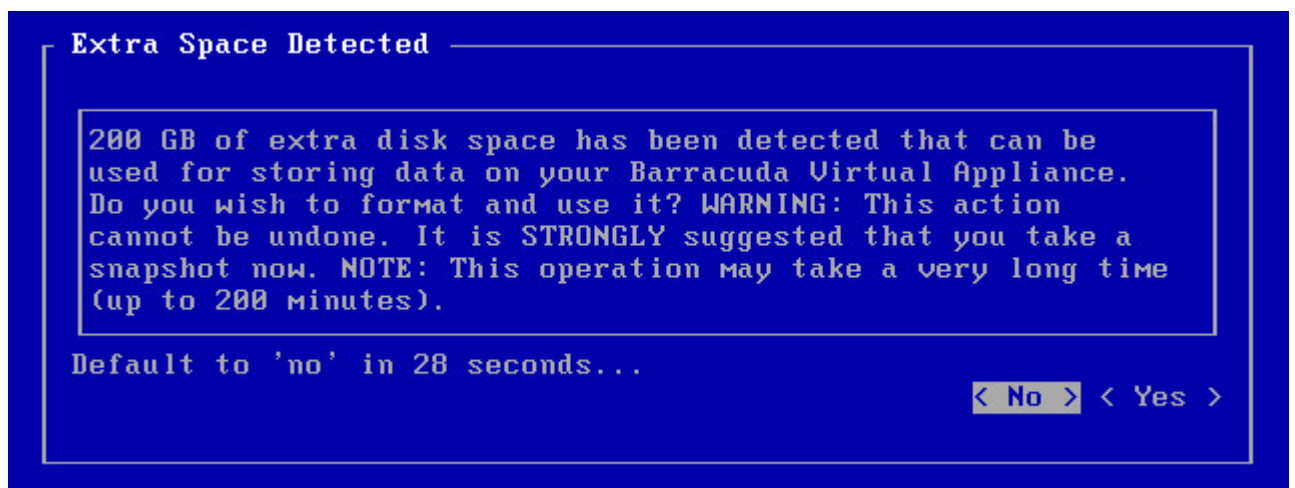 Extra Space Detected
200 GB of extra disk space has been detected that can be
used for storing data on your Barracuda Virtual Appliance.
Do you wish to format and use it? WARNING: This action
cannot be undone. It is STRONGLY suggested that you take a
snapshot now. NOTE: This operation may take a very long time
(up to 200 minutes).
Default to 'no' in 28 seconds...
< No > < Yes >